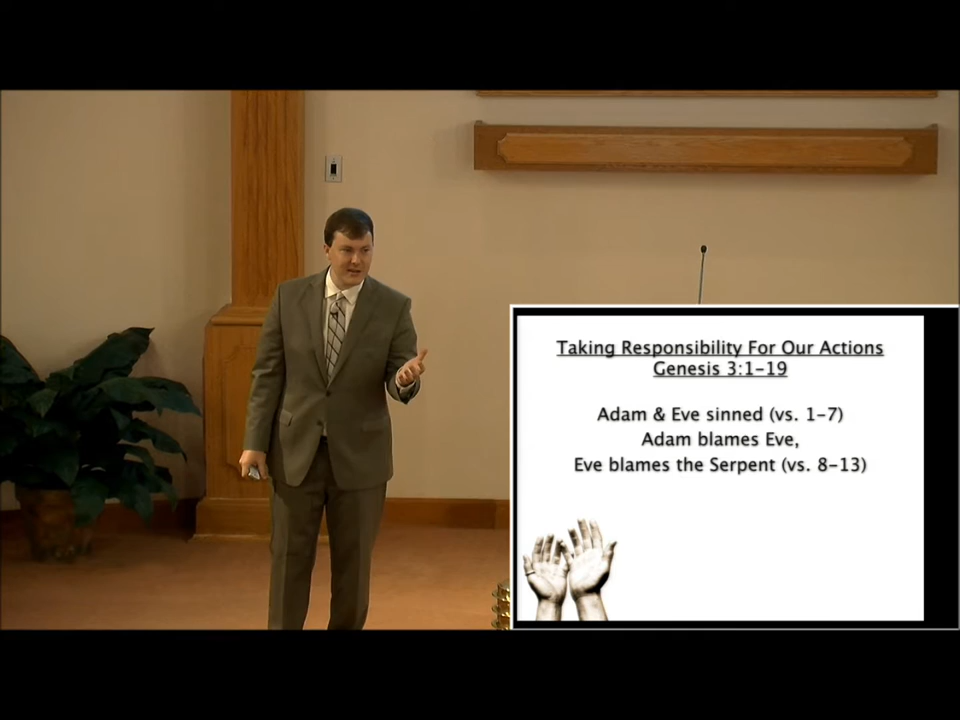 Taking Responsibility For Our Actions
Genesis 3:1-19
Adam & Eve sinned (vs. 1-7)
Adam blames Eve,
Eve blames the Serpent (vs. 8-13)